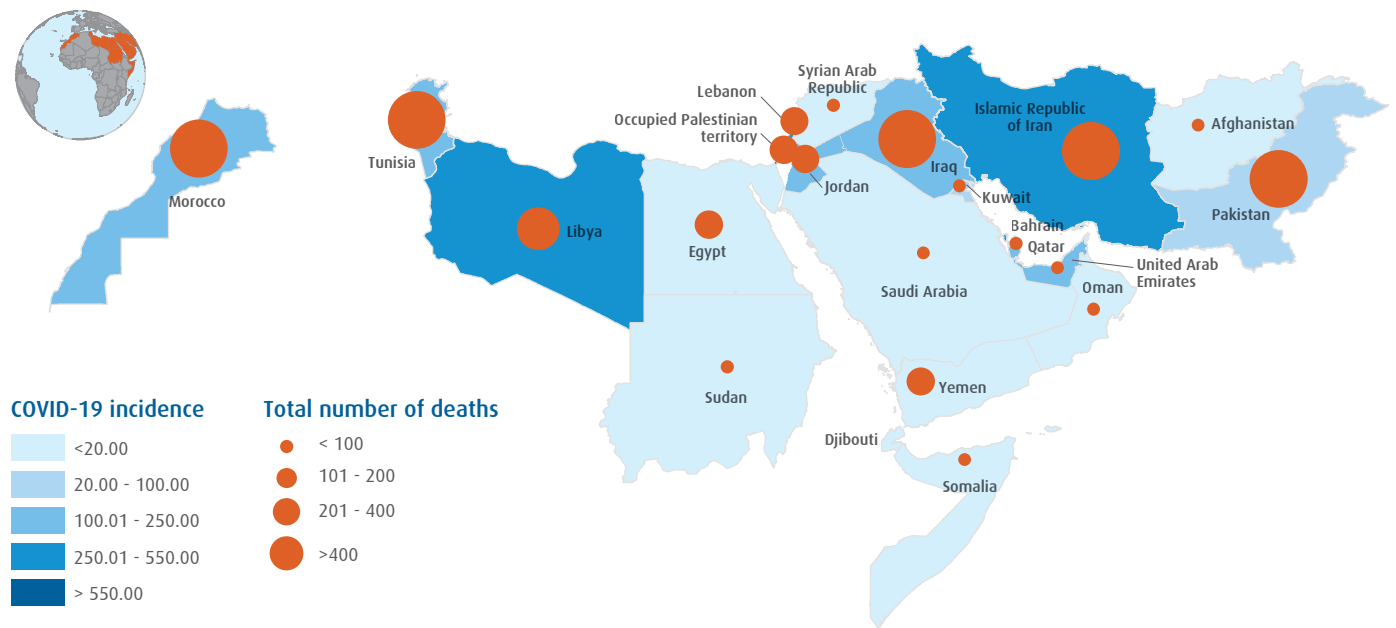 Syrian Arab
Republic
Lebanon
Occupied Palestinian
territory
Islamic Republic
of Iran
Afghanistan
Tunisia
Iraq
Jordan
Kuwait
Morocco
Pakistan
Libya
Egypt
Bahrain
Qatar
United Arab
Emirates
Saudi Arabia
Oman
Sudan
Yemen
Djibouti
Somalia
COVID-19 incidence
<20.00
20.00 - 100.00
100.01 - 250.00
250.01 - 550.00
> 550.00
Total number of deaths
< 100
101 - 200
201 - 400
>400